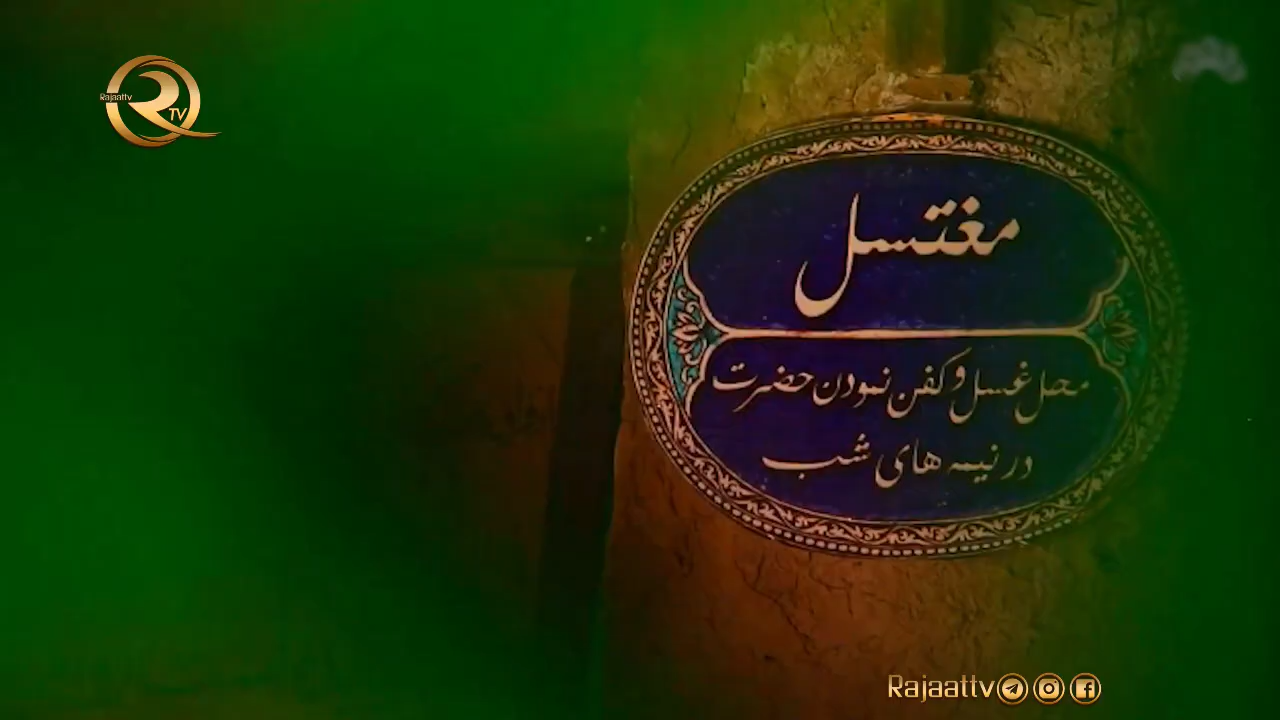 Rajaattv
TV
مغتسل
محل غسل و کفن نمودن حضرت
در نیمه های شب
Rajaattv